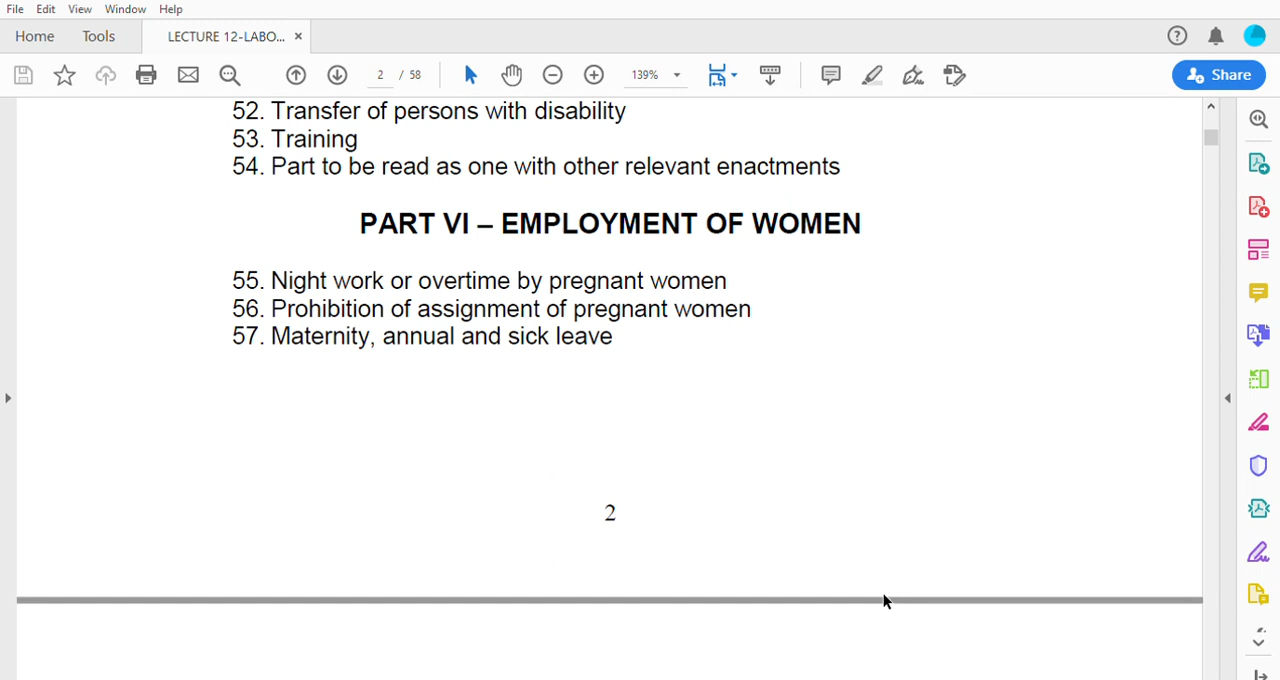 File Edit View Window Help
Home Tools LECTURE 12-LABO... ×
2 / 58 139% Share
52. Transfer of persons with disability
53. Training
54. Part to be read as one with other relevant enactments
PART VI – EMPLOYMENT OF WOMEN
55. Night work or overtime by pregnant women
56. Prohibition of assignment of pregnant women
57. Maternity, annual and sick leave
2